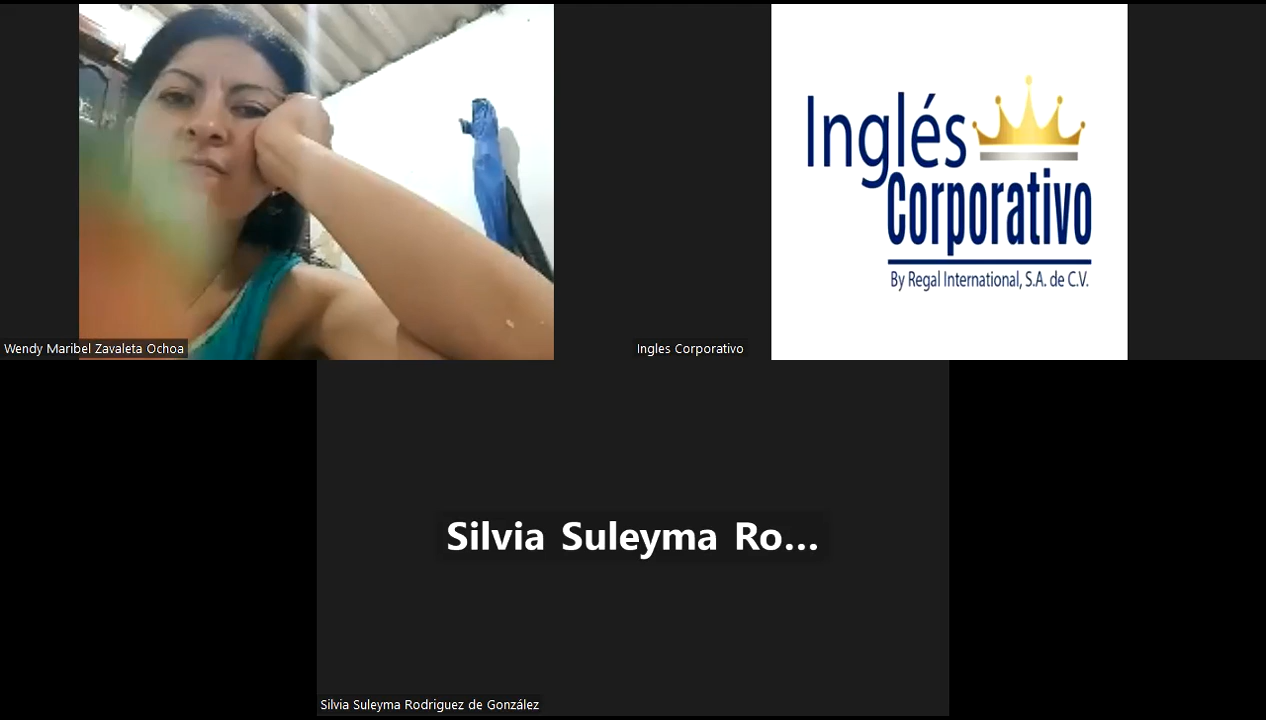 Wendy Maribel Zavaleta Ochoa
Inglés
Corporativo
By Regal International, S.A. de C.V.
Ingles Corporativo
Silvia Suleyma Ro...
Silvia Suleyma Rodriguez de González